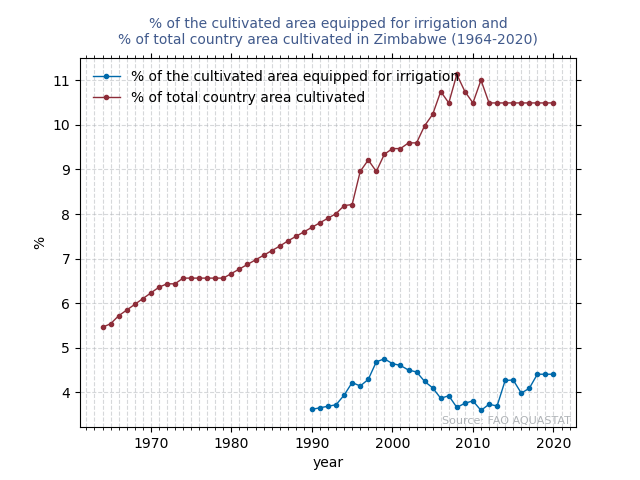 % of the cultivated area equipped for irrigation and
% of total country area cultivated in Zimbabwe (1964-2020)
% of the cultivated area equipped for irrigation
% of total country area cultivated
11
10
9
8
7
6
5
4
%
Source: FAO AQUASTAT
1970 1980 1990 2000 2010 2020
year